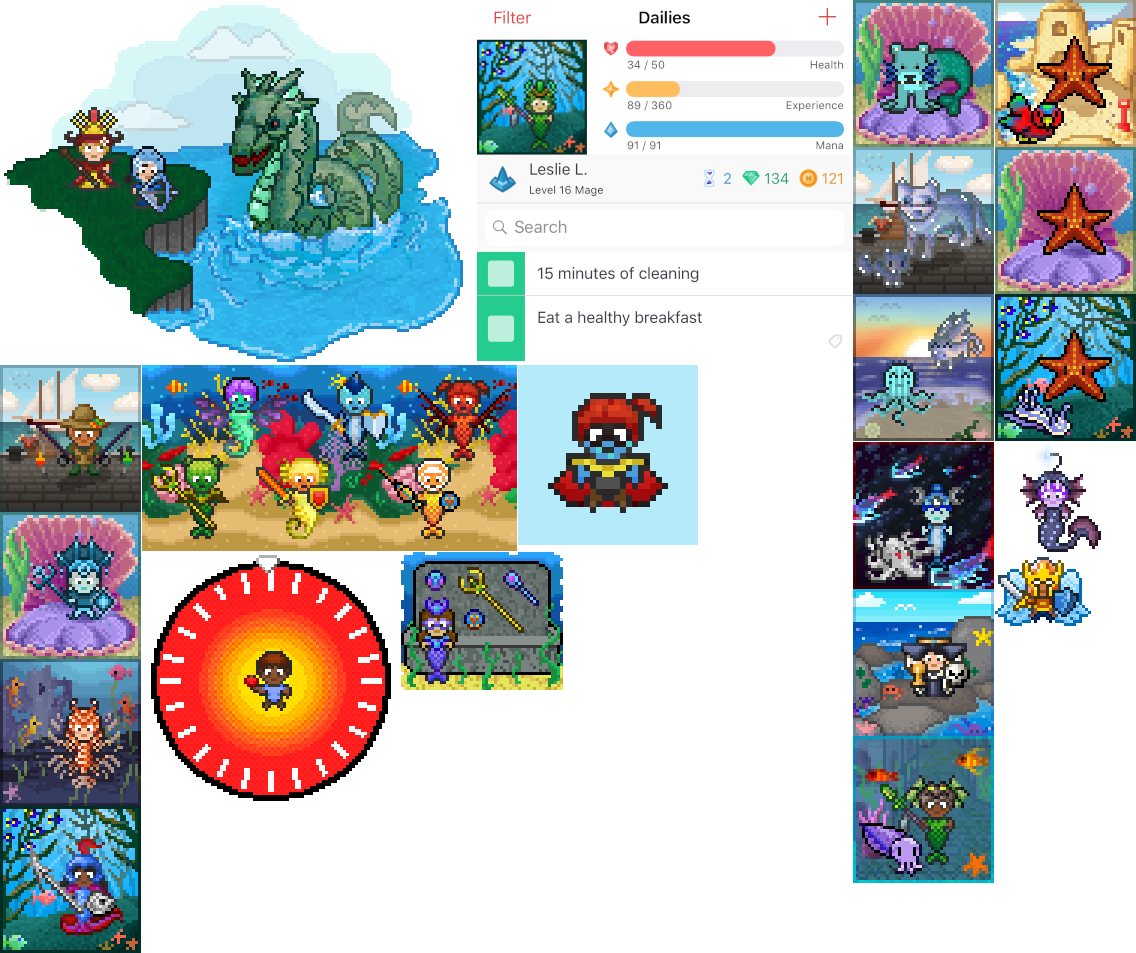 Filter
Dailies
34 / 50
Health
89 / 360
Experience
91 / 91
Mana
Leslie L.
Level 16 Mage
2
134
121
Search
15 minutes of cleaning
Eat a healthy breakfast